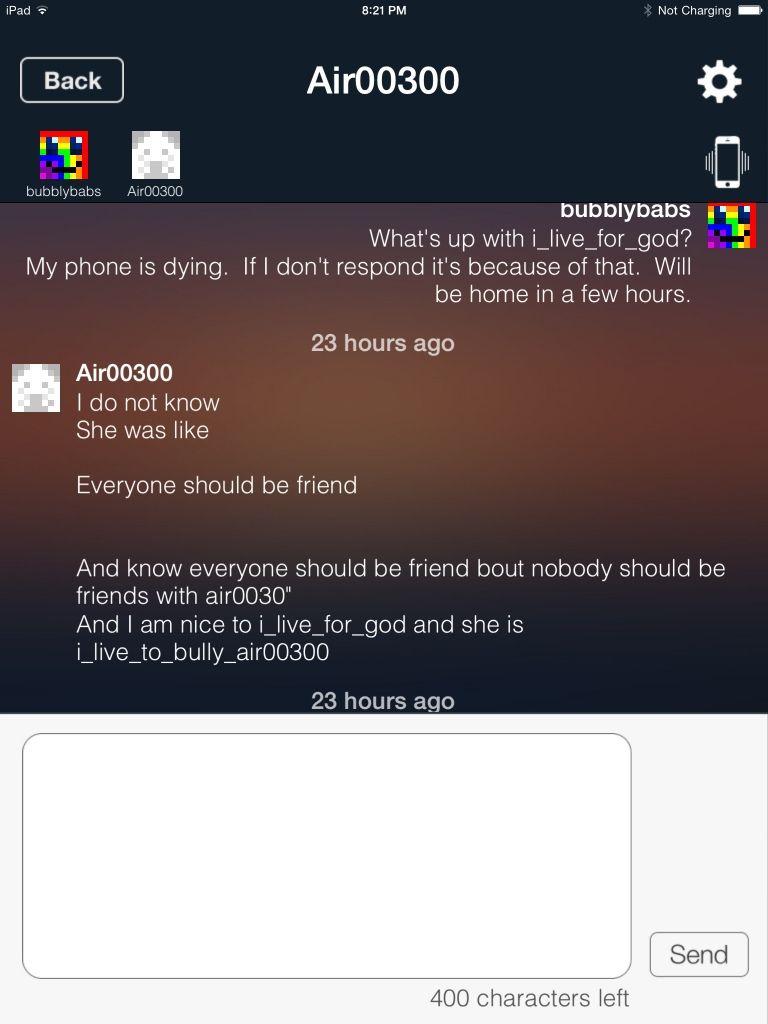 iPad 8:21 PM Not Charging
Back Air00300
bubblybabs Air00300
bubblybabs
What's up with i_live_for_god?
My phone is dying.  If I don't respond it's because of that.  Will
be home in a few hours.
23 hours ago
Air00300
I do not know
She was like
Everyone should be friend
And know everyone should be friend bout nobody should be
friends with air0030"
And I am nice to i_live_for_god and she is
i_live_to_bully_air00300
23 hours ago
Send
400 characters left